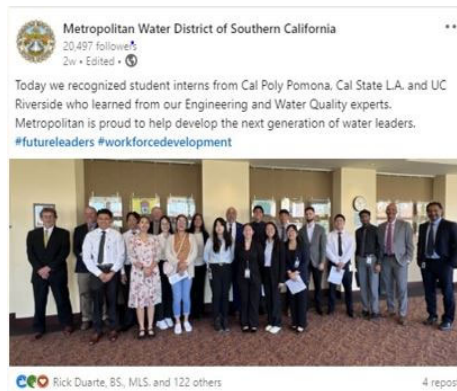 Metropolitan Water District of Southern California
20,497 followers
2w • Edited •
Today we recognized student interns from Cal Poly Pomona, Cal State L.A. and UC
Riverside who learned from our Engineering and Water Quality experts.
Metropolitan is proud to help develop the next generation of water leaders.
#futureleaders #workforcedevelopment
Rick Duarte, BS., MLS. and 122 others
4 repos